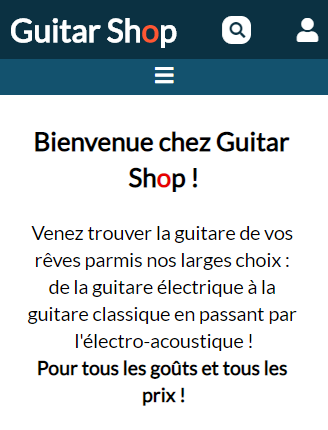 Guitar Shop
Bienvenue chez Guitar
Shop !
Venez trouver la guitare de vos
rêves parmis nos larges choix :
de la guitare électrique à la
guitare classique en passant par
l'électro-acoustique !
Pour tous les goûts et tous les
prix !